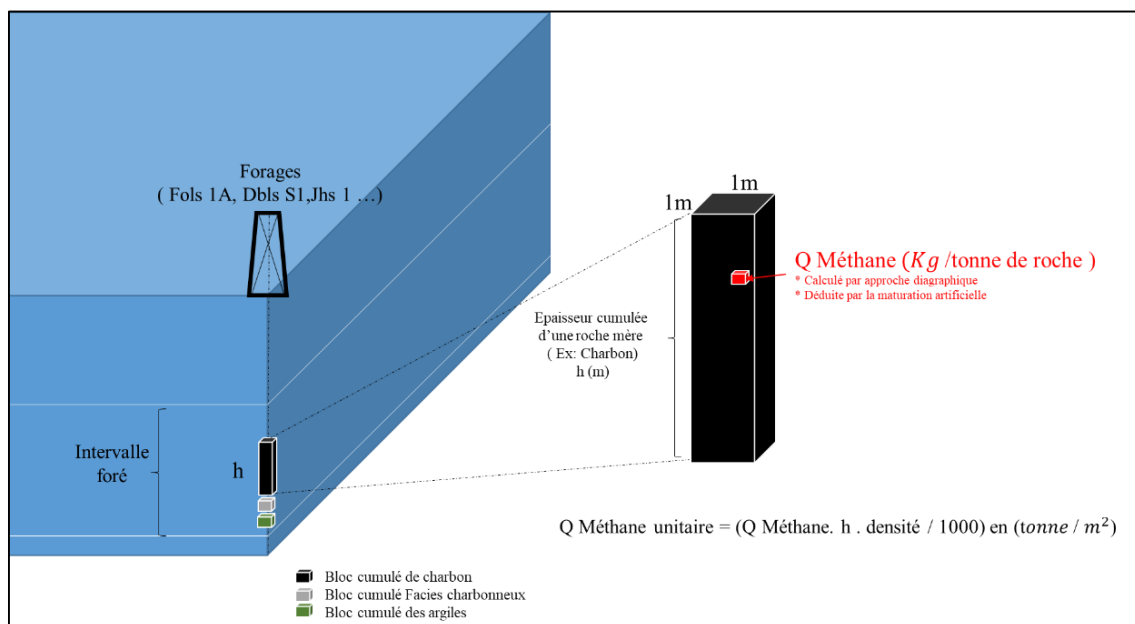 Forages
( Fols 1A, Dbls S1,Jhs 1 …)
1m
1m
Q Méthane (Kg /tonne de roche )
* Calculé par approche diagraphique
* Déduite par la maturation artificielle
Epaisseur cumulée
d’une roche mère
( Ex: Charbon)
h (m)
Intervalle
foré
h
Q Méthane unitaire = (Q Méthane. h . densité / 1000) en (tonne / m²)
Bloc cumulé de charbon
Bloc cumulé Facies charbonneux
Bloc cumulé des argiles